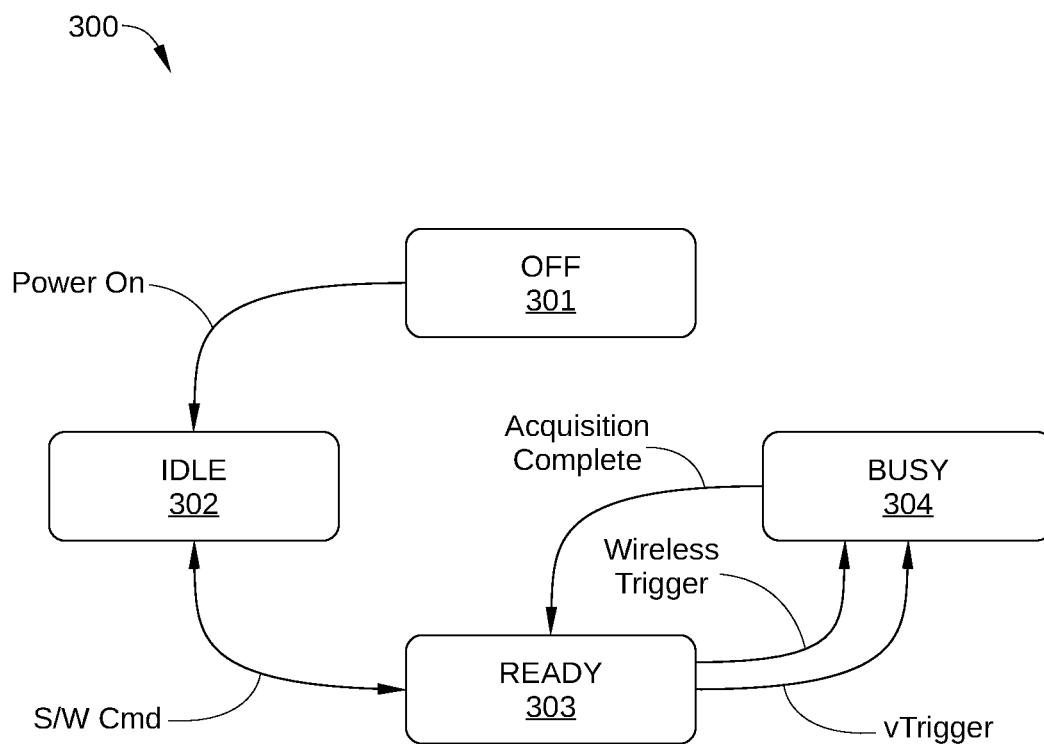 300
OFF
301
Power On
IDLE
302
Acquisition
Complete
BUSY
304
Wireless
Trigger
READY
303
S/W Cmd
vTrigger